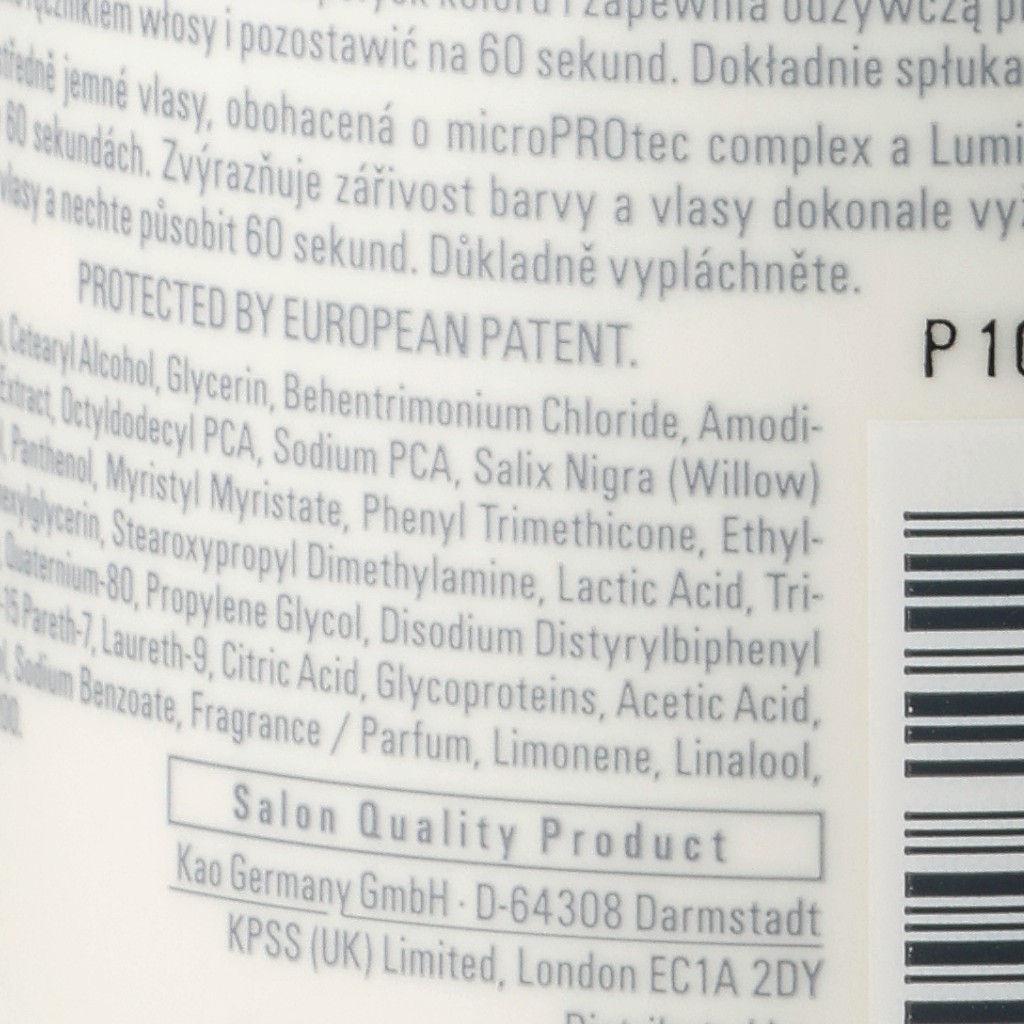 włosy i pozostawić na 60 sekund. Dokładnie spłuka
jemné vlasy, obohacená o microPROtec complex a Lumi
60 sekundách. Zvýrazňuje zářivost barvy a vlasy dokonale vyž
vlasy a nechte působit 60 sekund. Důkladně vypláchněte.
PROTECTED BY EUROPEAN PATENT.
P 10
Cetearyl Alcohol, Glycerin, Behentrimonium Chloride, Amodi-
Extract, Octyldodecyl PCA, Sodium PCA, Salix Nigra (Willow)
Panthenol, Myristyl Myristate, Phenyl Trimethicone, Ethyl-
exylglycerin, Stearoxypropyl Dimethylamine, Lactic Acid, Tri-
Quaternium-80, Propylene Glycol, Disodium Distyrylbiphenyl
-15 Pareth-7, Laureth-9, Citric Acid, Glycoproteins, Acetic Acid,
Sodium Benzoate, Fragrance / Parfum, Limonene, Linalool,
Salon Quality Product
Kao Germany GmbH · D-64308 Darmstadt
KPSS (UK) Limited, London EC1A 2DY